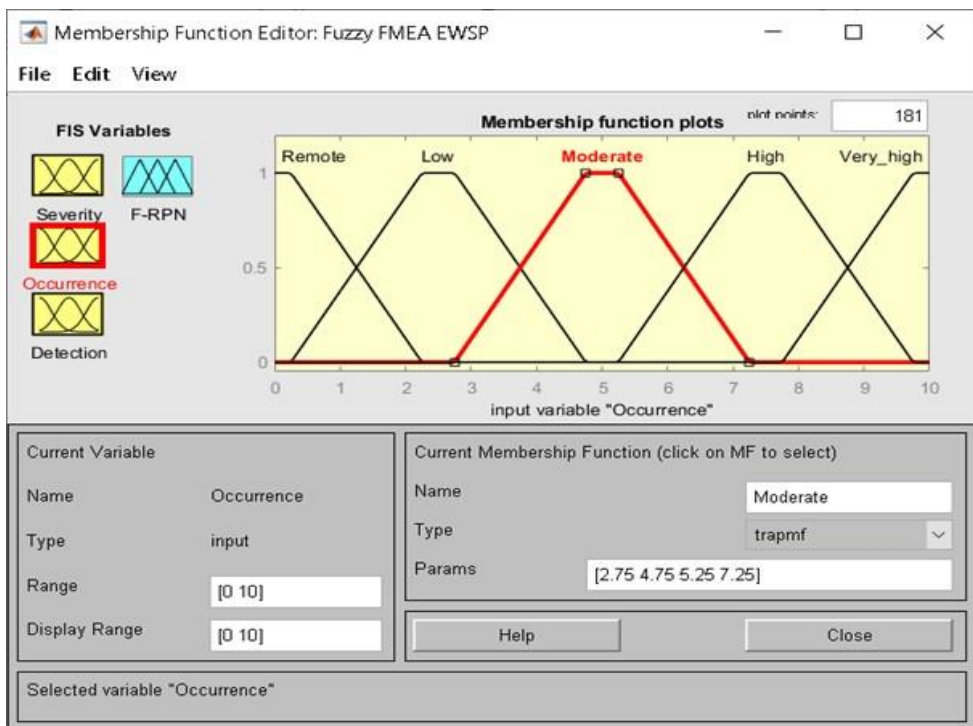 Membership Function Editor: Fuzzy FMEA EWSP
File Edit View
FIS Variables
Membership function plots
plot points:
181
Severity
F-RPN
Occurrence
Detection
Remote Low Moderate High Very_high
1
0.5
0
0 1 2 3 4 5 6 7 8 9 10
input variable "Occurrence"
Current Variable
Name Occurrence
Type input
Range [0 10]
Display Range [0 10]
Current Membership Function (click on MF to select)
Name Moderate
Type trapmf
Params [2.75 4.75 5.25 7.25]
Help Close
Selected variable "Occurrence"